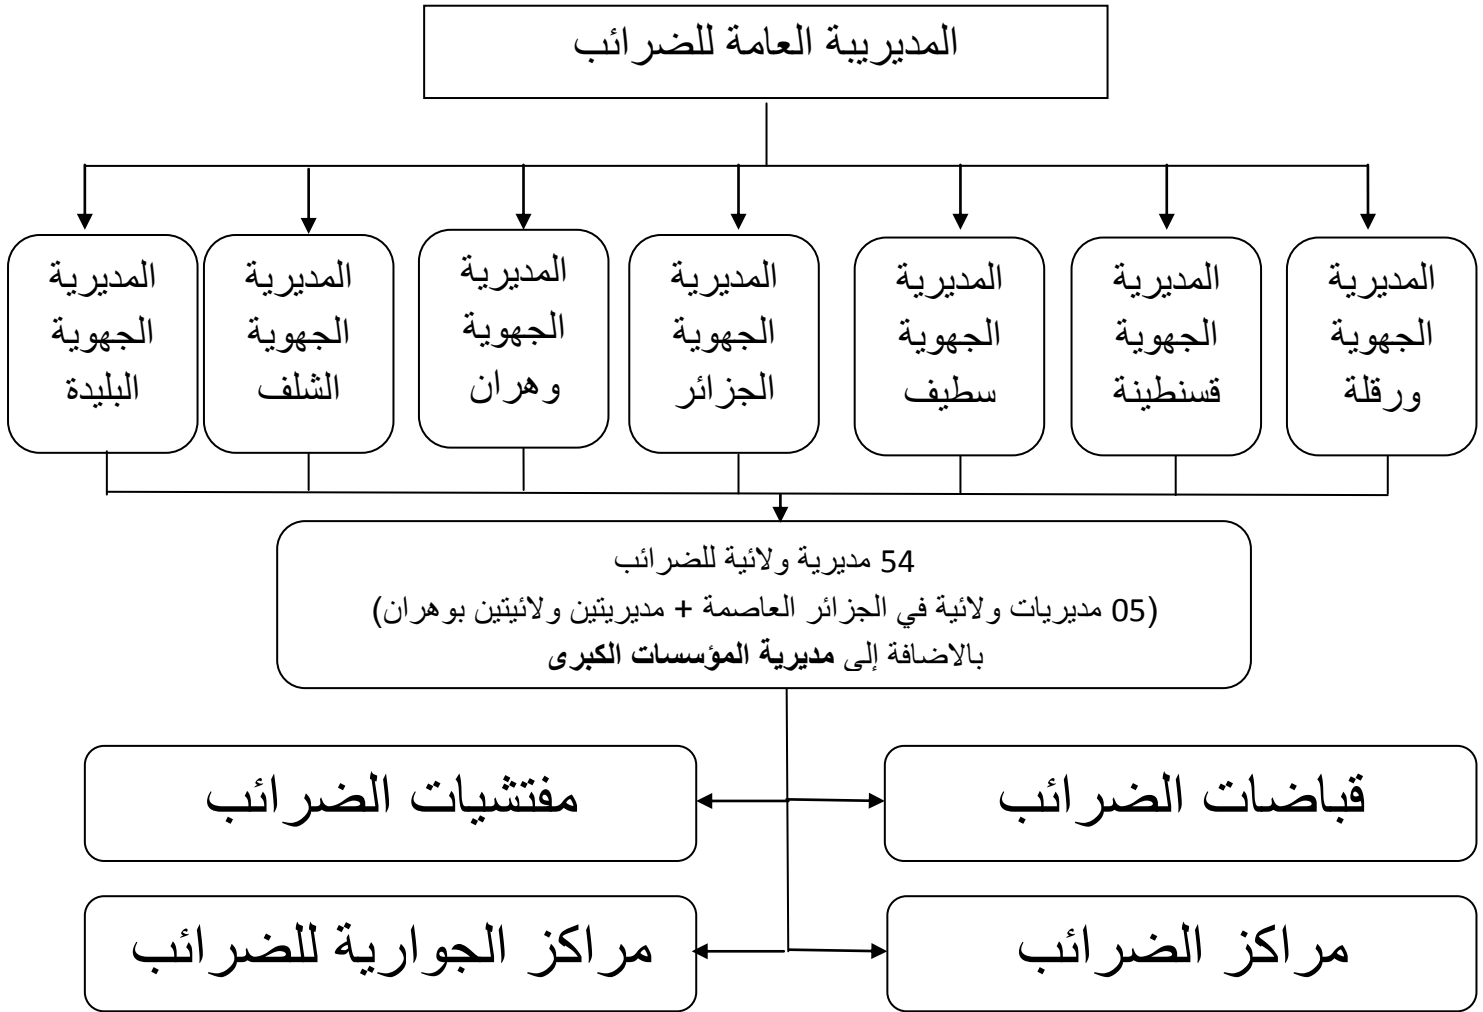 المديريبة العامة للضرائب
المديرية
الجهوية
ورقلة
المديرية
الجهوية
قسنطينة
المديرية
الجهوية
سطيف
المديرية
الجهوية
الجزائر
المديرية
الجهوية
وهران
المديرية
الجهوية
الشلف
المديرية
الجهوية
البليدة
54 مديرية ولائية للضرائب
(05 مديريات ولائية في الجزائر العاصمة + مديريتين ولائيتين بوهران)
بالاضافة إلى مديرية المؤسسات الكبرى
قباضات الضرائب
مفتشيات الضرائب
مراكز الضرائب
مراكز الجوارية للضرائب